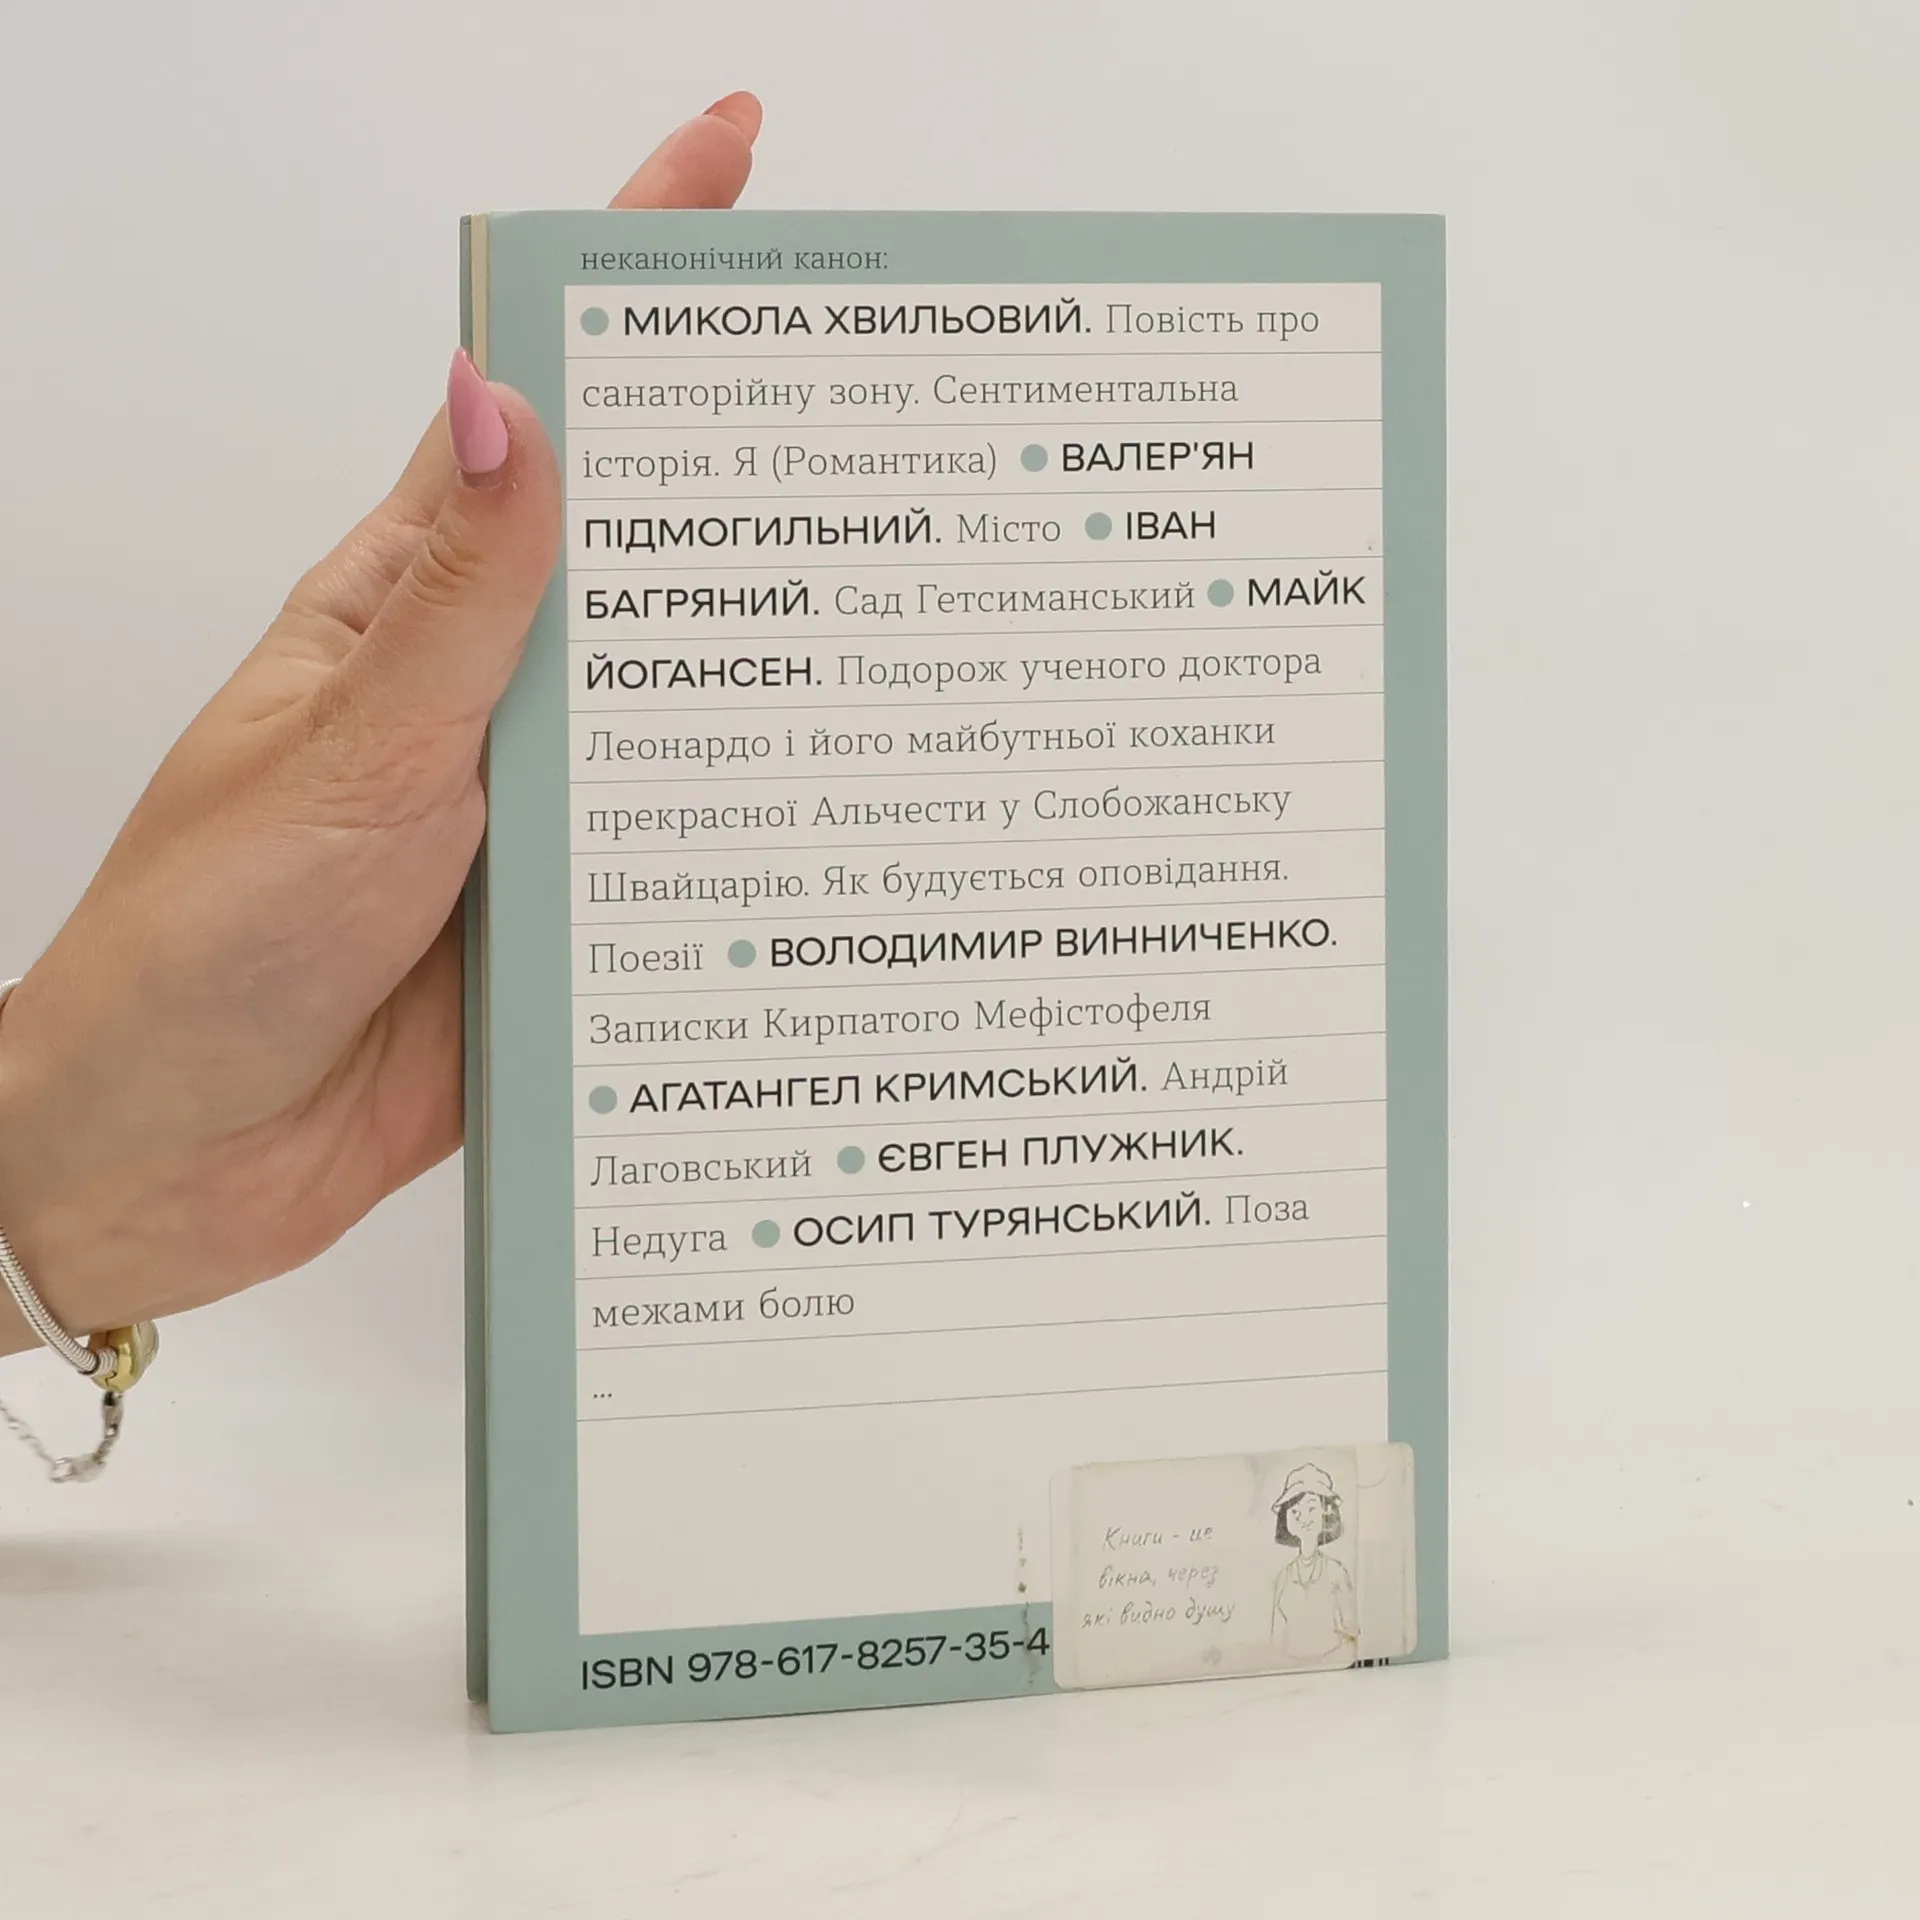 неканонічний канон:
● МИКОЛА ХВИЛЬОВИЙ. Повість про
санаторійну зону. Сентиментальна
історія. Я (Романтика) ● ВАЛЕР'ЯН
ПІДМОГИЛЬНИЙ. Місто ● ІВАН
БАГРЯНИЙ. Сад Гетсиманський ● МАЙК
ЙОГАНСЕН. Подорож ученого доктора
Леонардо і його майбутньої коханки
прекрасної Альчести у Слобожанську
Швайцарію. Як будується оповідання.
Поезії ● ВОЛОДИМИР ВИННИЧЕНКО.
Записки Кирпатого Мефістофеля
● АГАТАНГЕЛ КРИМСЬКИЙ. Андрій
Лаговський ● ЄВГЕН ПЛУЖНИК.
Недуга ● ОСИП ТУРЯНСЬКИЙ. Поза
межами болю
...
Книги - це
вікна, через
які видно душу
ISBN 978-617-8257-35-4